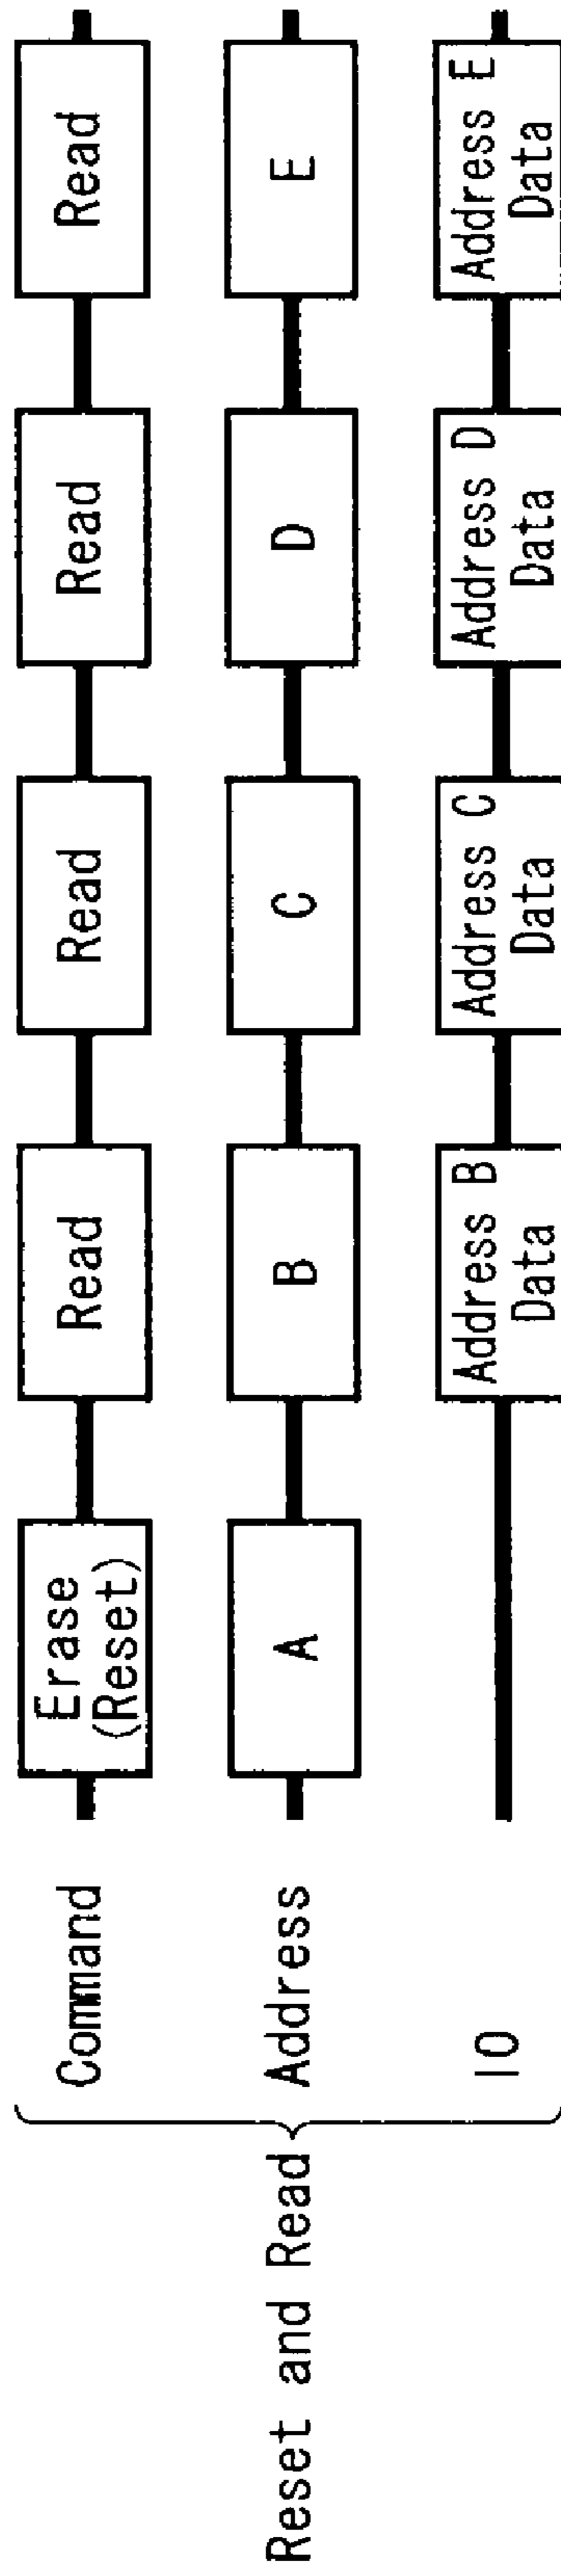 Reset and Read
Command
Erase
(Reset)
Read
Read
Read
Read
Address
A
B
C
D
E
IO
Address B
Data
Address C
Data
Address D
Data
Address E
Data